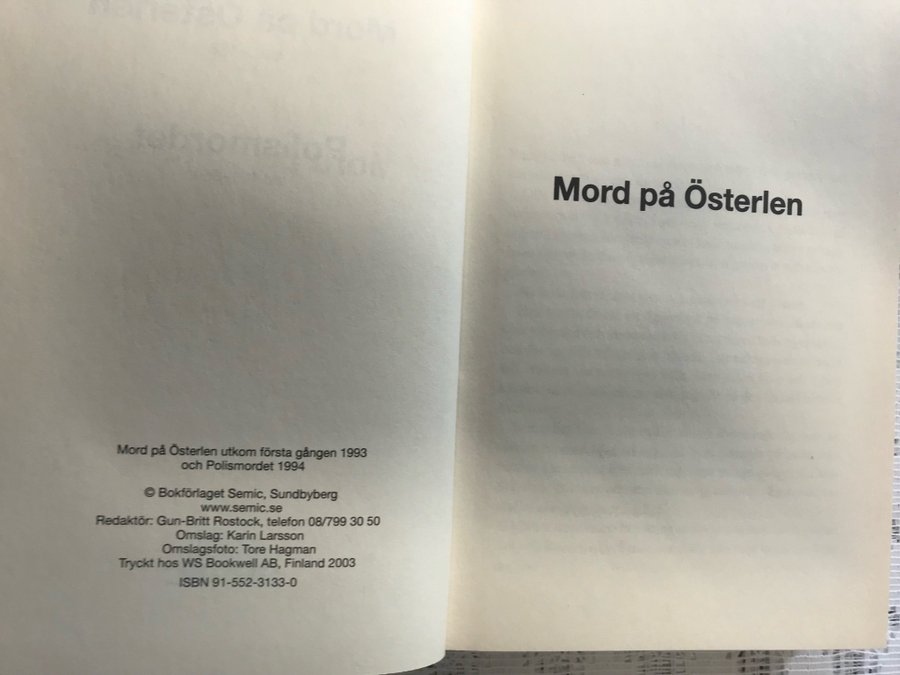 Mord på Österlen utkom första gången 1993
och Polismordet 1994
© Bokförlaget Semic, Sundbyberg
www.semic.se
Redaktör: Gun-Britt Rostock, telefon 08/799 30 50
Omslag: Karin Larsson
Omslagsfoto: Tore Hagman
Tryckt hos WS Bookwell AB, Finland 2003
ISBN 91-552-3133-0
Mord på Österlen